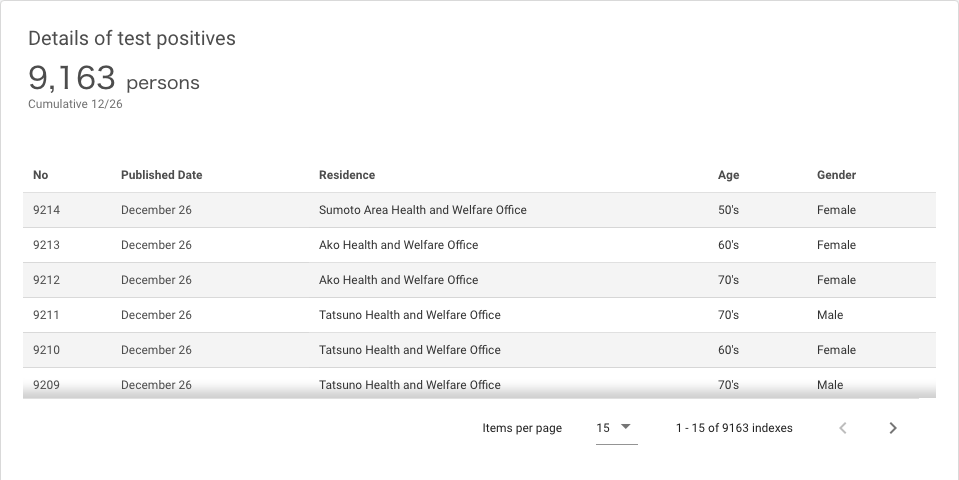 Details of test positives
9,163 persons
Cumulative 12/26
No Published Date Residence Age Gender
9214 December 26 Sumoto Area Health and Welfare Office 50's Female
9213 December 26 Ako Health and Welfare Office 60's Female
9212 December 26 Ako Health and Welfare Office 70's Female
9211 December 26 Tatsuno Health and Welfare Office 70's Male
9210 December 26 Tatsuno Health and Welfare Office 60's Female
9209 December 26 Tatsuno Health and Welfare Office 70's Male
Items per page 15 1 - 15 of 9163 indexes